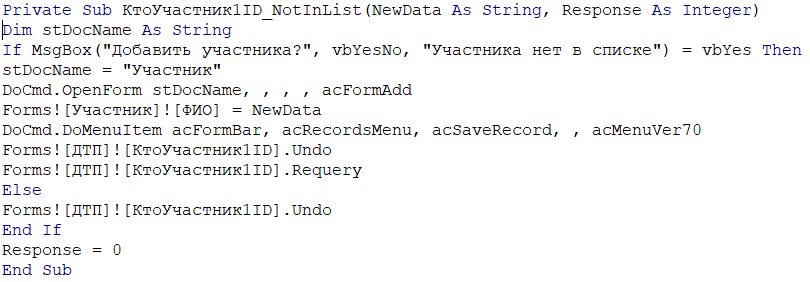 Private Sub КтоУчастник1ID_NotInList(NewData As String, Response As Integer)
Dim stDocName As String
If MsgBox("Добавить участника?", vbYesNo, "Участника нет в списке") = vbYes Then
stDocName = "Участник"
DoCmd.OpenForm stDocName, , , , acFormAdd
Forms![Участник]![ФИО] = NewData
DoCmd.DoMenuItem acFormBar, acRecordsMenu, acSaveRecord, , acMenuVer70
Forms![ДТП]![КтоУчастник1ID].Undo
Forms![ДТП]![КтоУчастник1ID].Requery
Else
Forms![ДТП]![КтоУчастник1ID].Undo
End If
Response = 0
End Sub